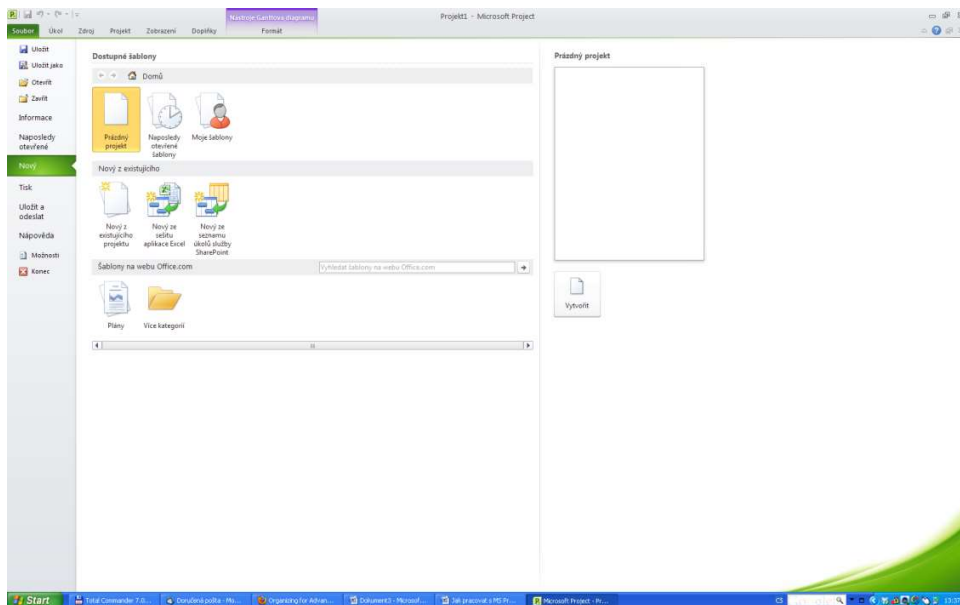 Nástroje Ganttova diagramu
Projekt1 - Microsoft Project
Soubor Úkol Zdroj Projekt Zobrazení Doplňky Formát
Uložit
Uložit jako
Otevřít
Zavřít
Informace
Naposledy
otevřené
Nový
Tisk
Uložit a
odeslat
Nápověda
Možnosti
Konec
Dostupné šablony
Domů
Prázdný
projekt
Naposledy
otevřené
šablony
Moje šablony
Nový z existujícího
Nový z
existujícího
projektu
Nový ze
sešitu
aplikace Excel
Nový ze
seznamu
úkolů služby
SharePoint
Šablony na webu Office.com
Vyhledat šablony na webu Office.com
Plány
Více kategorií
Prázdný projekt
Vytvořit
Start
Total Commander 7.0...
Doručená pošta - Mo...
Organizing for Advan...
Dokument3 - Microsof...
Jak pracovat s MS Pr...
Microsoft Project - Pr...
CS
13:37